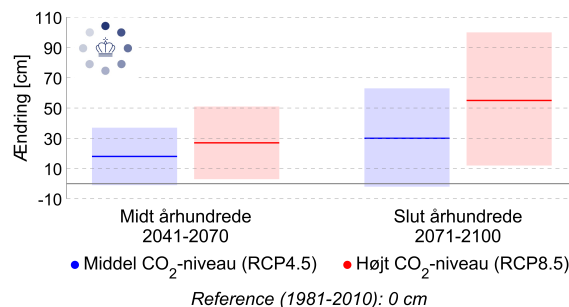 110
90
70
50
30
10
-10
Ændring [cm]
Midt århundrede
2041-2070
Slut århundrede
2071-2100
Middel CO2-niveau (RCP4.5)
Højt CO2-niveau (RCP8.5)
Reference (1981-2010): 0 cm